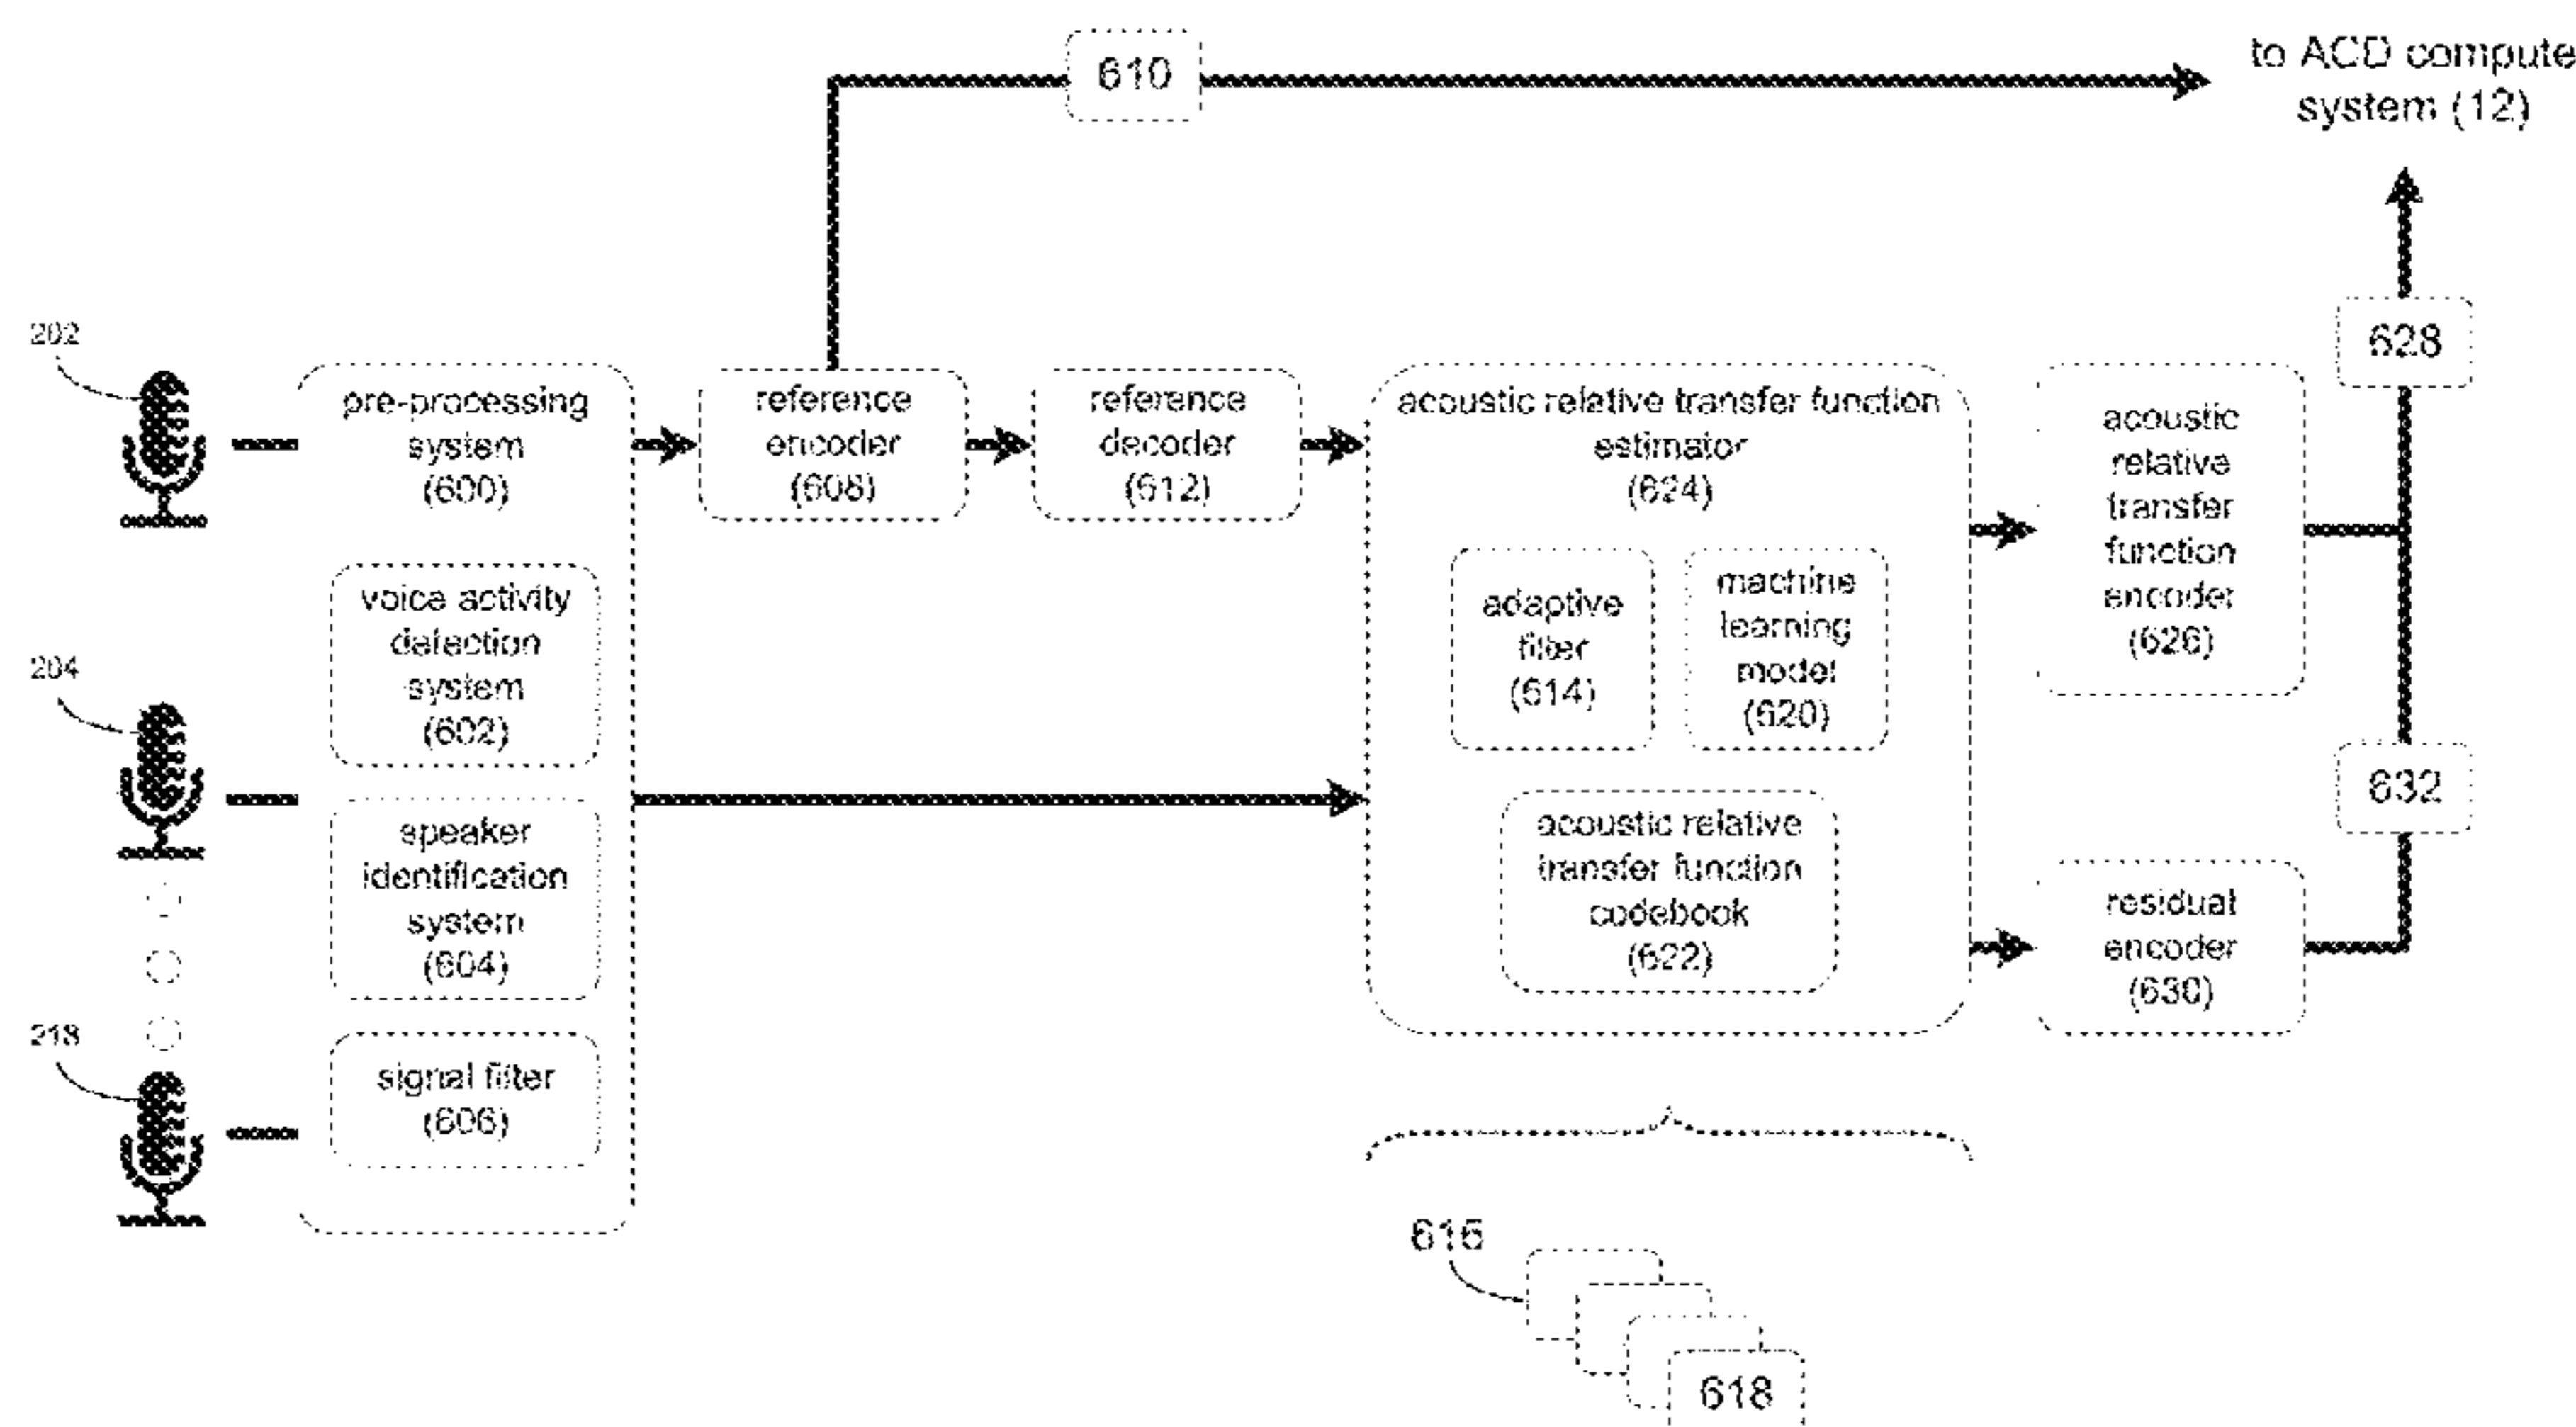 610
to ACD compute
system (12)
202
204
218
pre-processing
system
(600)
voice activity
detection
system
(602)
speaker
identification
system
(604)
signal filter
(606)
reference
encoder
(608)
reference
decoder
(612)
acoustic relative transfer function
estimator
(624)
adaptive
filter
(614)
machine
learning
model
(620)
acoustic relative
transfer function
codebook
(622)
acoustic
relative
transfer
function
encoder
(626)
residual
encoder
(630)
628
632
616
618